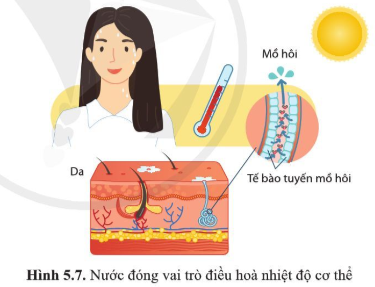 Mồ hôi
Da
Tế bào tuyến mồ hôi
Hình 5.7. Nước đóng vai trò điều hoà nhiệt độ cơ thể